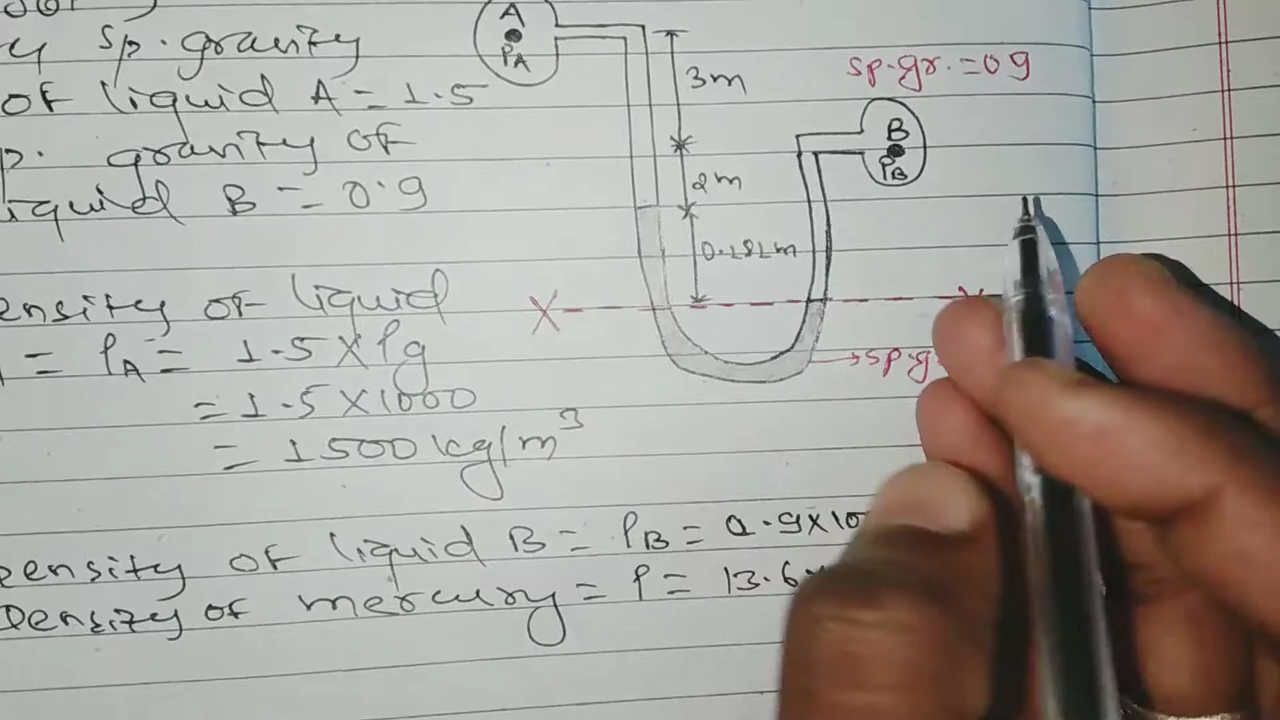 y sp. gravity
of liquid A = 1.5
p. gravity of
iquid B = 0.9
ensity of liquid
= ρA = 1.5 × ρg
= 1.5 × 1000
= 1500 kg/m³
ensity of liquid B = ρB = 0.9×10
Density of mercury = ρ = 13.6
A
PA
3m
sp.gr. = 0 9
B
PB
2m
0.181m
X
X
sp.g